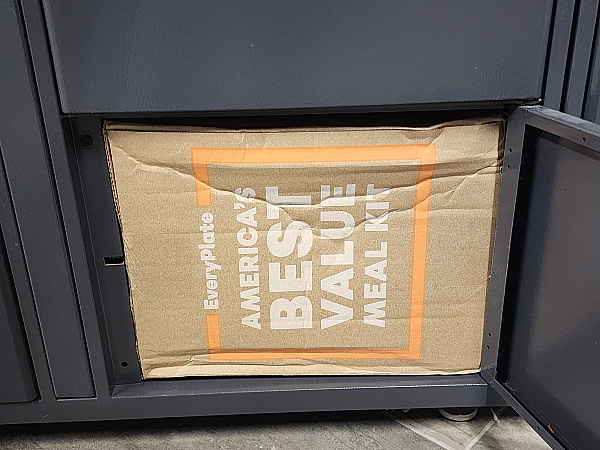 EveryPlate
AMERICA'S
BEST
VALUE
MEAL KIT